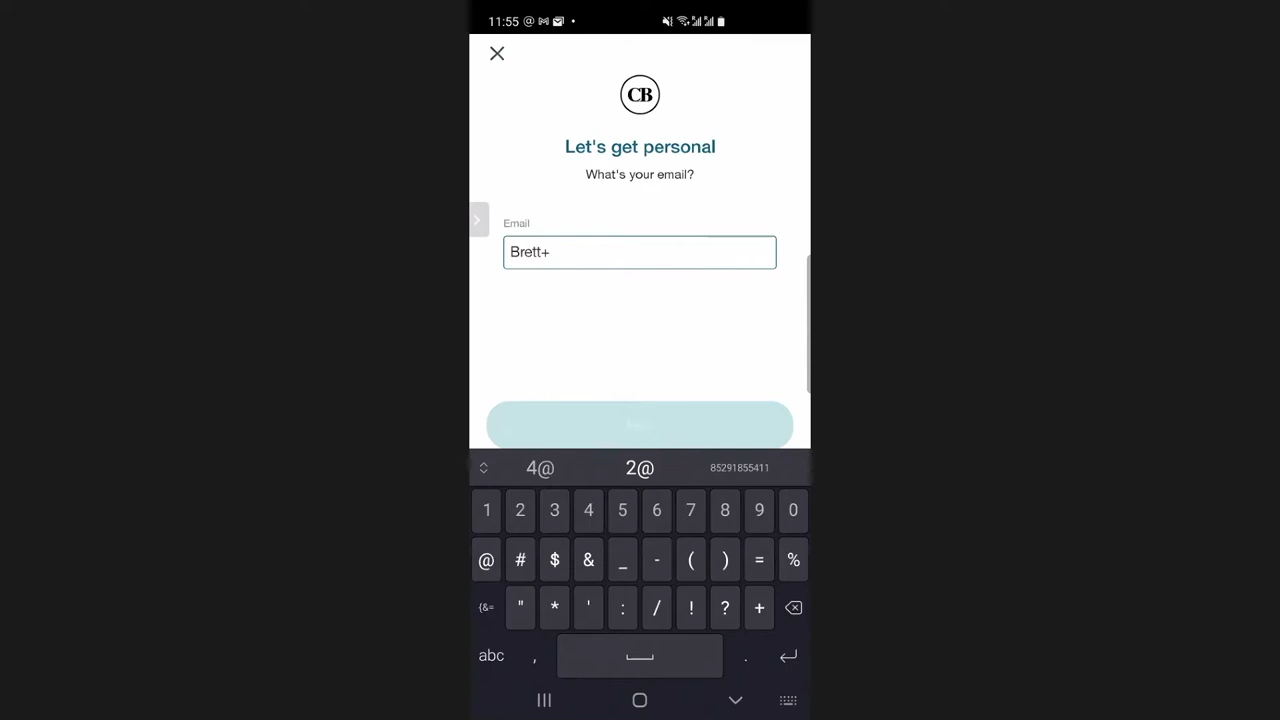 11:55
CB
Let's get personal
What's your email?
Email
Brett+
4@ 2@ 85291855411
1 2 3 4 5 6 7 8 9 0
@ # $ & _ - ( ) = %
{&= " * ' : / ! ? +
abc , .